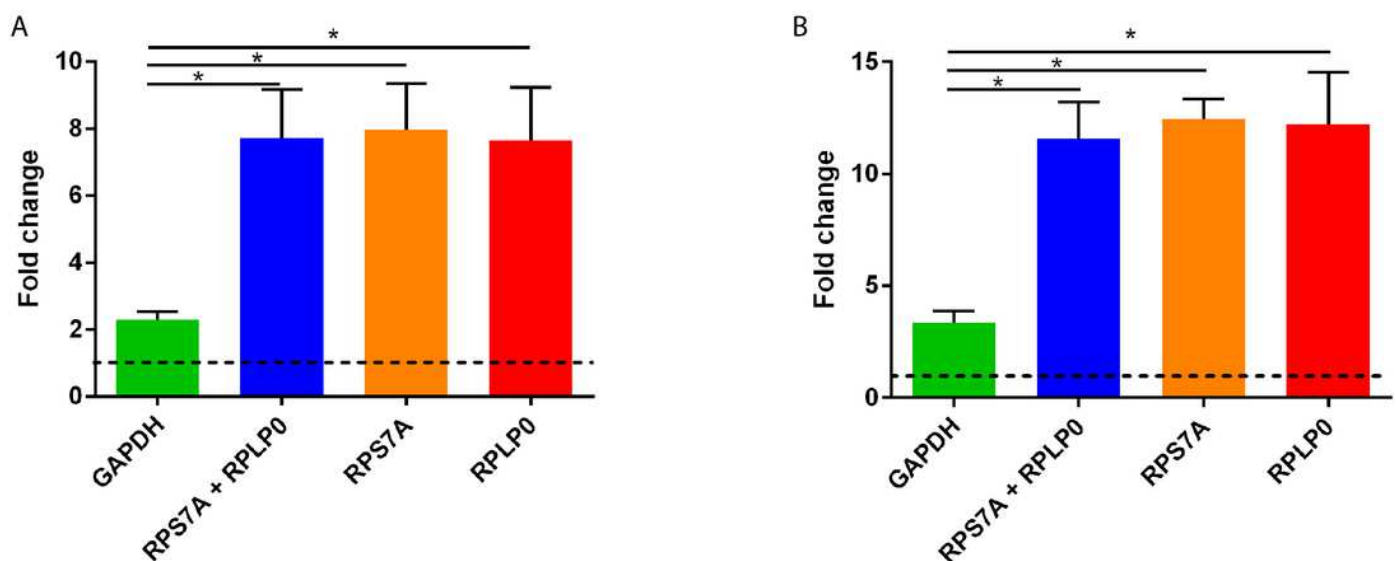 A
Fold change
10
8
6
4
2
0
*
*
*
GAPDH
RPS7A + RPLP0
RPS7A
RPLP0
B
Fold change
15
10
5
0
*
*
*
GAPDH
RPS7A + RPLP0
RPS7A
RPLP0